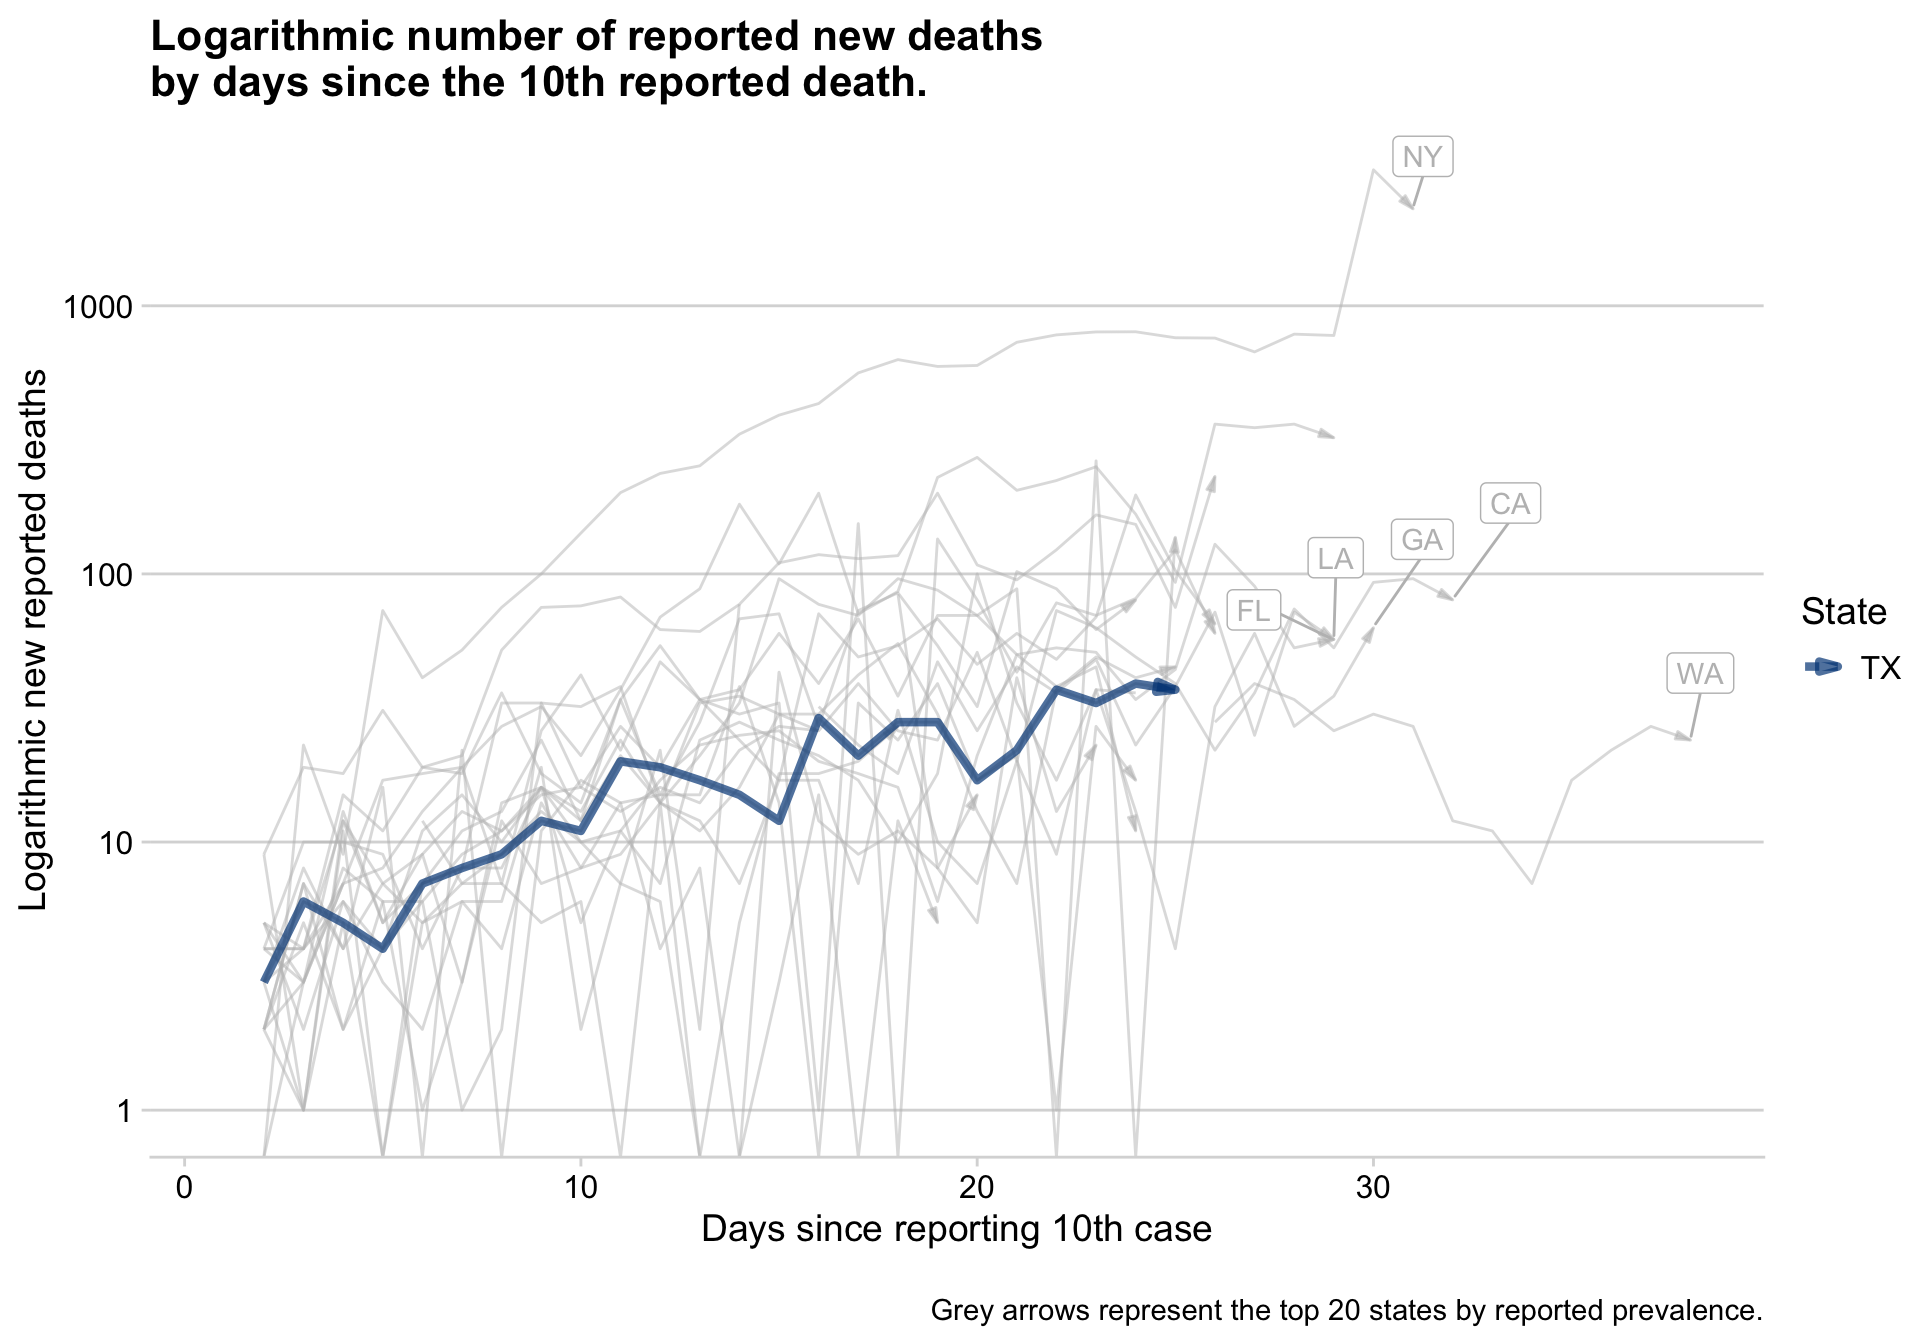 Logarithmic number of reported new deaths
by days since the 10th reported death.
NY
1000
CA
GA
LA
100
FL
State
TX
WA
10
1
0 10 20 30
Logarithmic new reported deaths
Days since reporting 10th case
Grey arrows represent the top 20 states by reported prevalence.